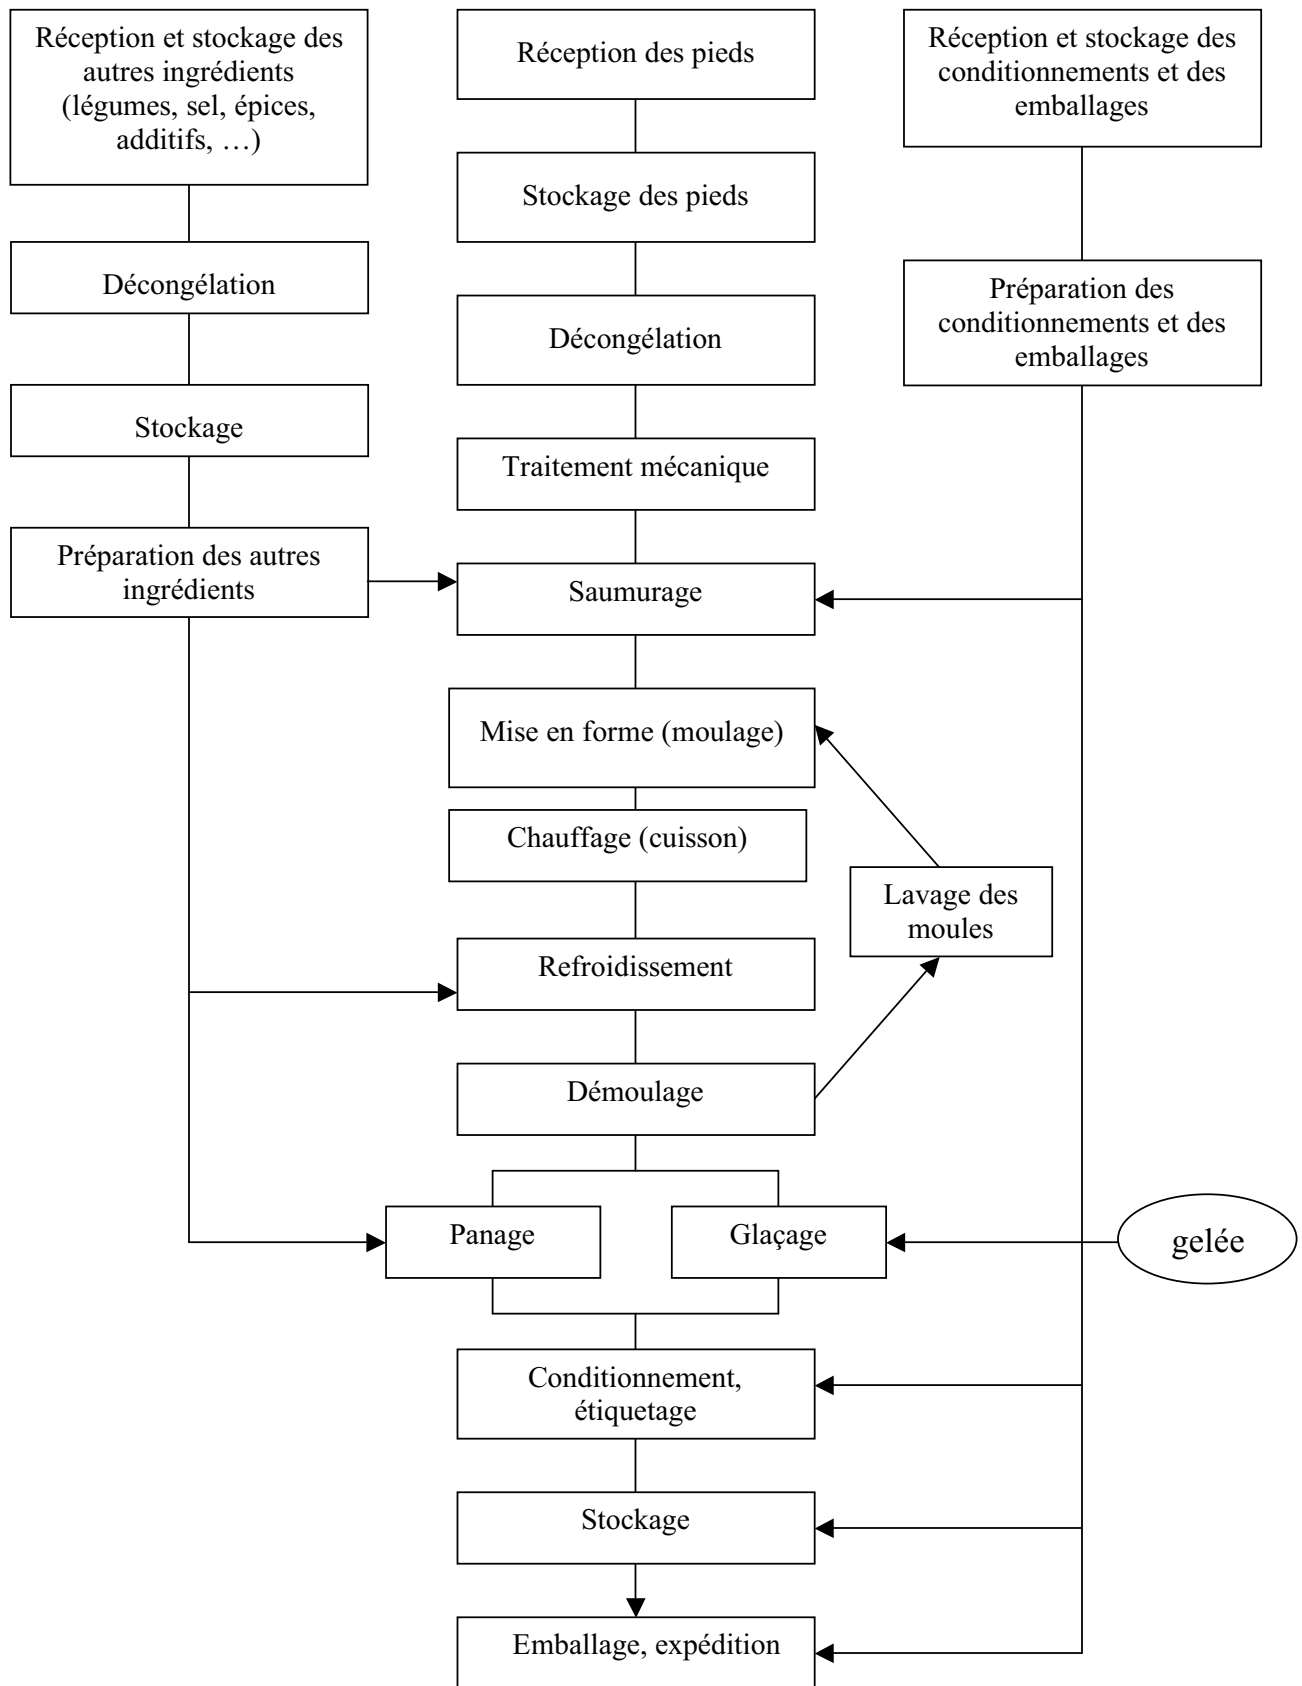 Réception et stockage des
autres ingrédients
(légumes, sel, épices,
additifs, …)
Réception des pieds
Réception et stockage des
conditionnements et des
emballages
Stockage des pieds
Décongélation
Préparation des
conditionnements et des
emballages
Décongélation
Stockage
Traitement mécanique
Préparation des autres
ingrédients
Saumurage
Mise en forme (moulage)
Chauffage (cuisson)
Lavage des
moules
Refroidissement
Démoulage
Panage
Glaçage
gelée
Conditionnement,
étiquetage
Stockage
Emballage, expédition